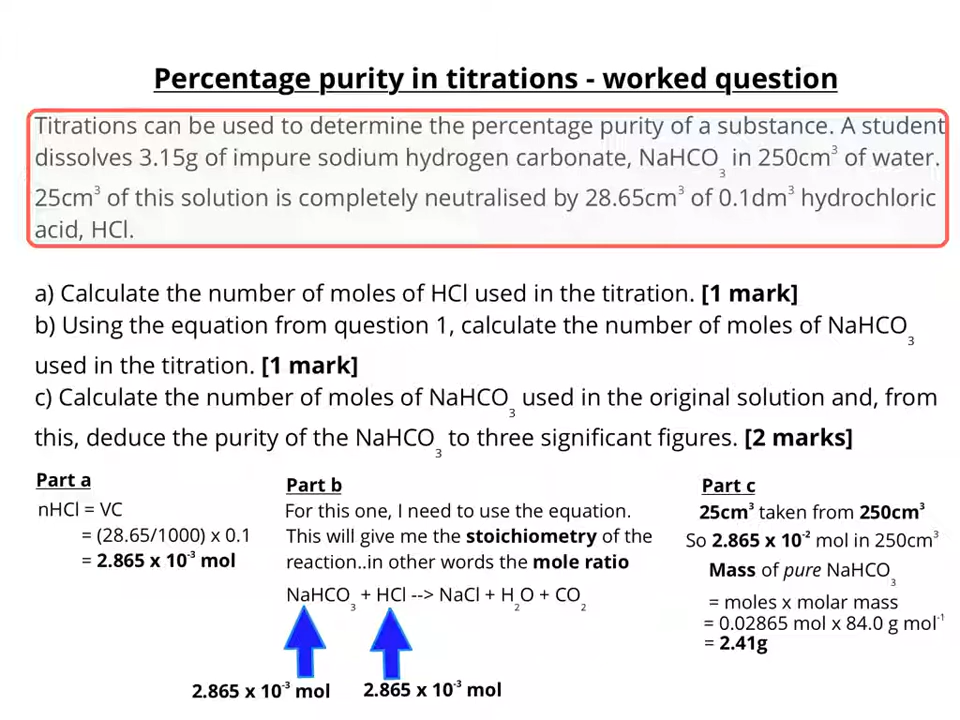 Percentage purity in titrations - worked question
Titrations can be used to determine the percentage purity of a substance. A student
dissolves 3.15g of impure sodium hydrogen carbonate, NaHCO₃ in 250cm³ of water.
25cm³ of this solution is completely neutralised by 28.65cm³ of 0.1dm³ hydrochloric
acid, HCl.
a) Calculate the number of moles of HCl used in the titration. [1 mark]
b) Using the equation from question 1, calculate the number of moles of NaHCO₃
used in the titration. [1 mark]
c) Calculate the number of moles of NaHCO₃ used in the original solution and, from
this, deduce the purity of the NaHCO₃ to three significant figures. [2 marks]
Part a
nHCl = VC
= (28.65/1000) x 0.1
= 2.865 x 10⁻³ mol
Part b
For this one, I need to use the equation.
This will give me the stoichiometry of the
reaction..in other words the mole ratio
NaHCO₃ + HCl --> NaCl + H₂O + CO₂
2.865 x 10⁻³ mol 2.865 x 10⁻³ mol
Part c
25cm³ taken from 250cm³
So 2.865 x 10⁻² mol in 250cm³
Mass of pure NaHCO₃
= moles x molar mass
= 0.02865 mol x 84.0 g mol⁻¹
= 2.41g